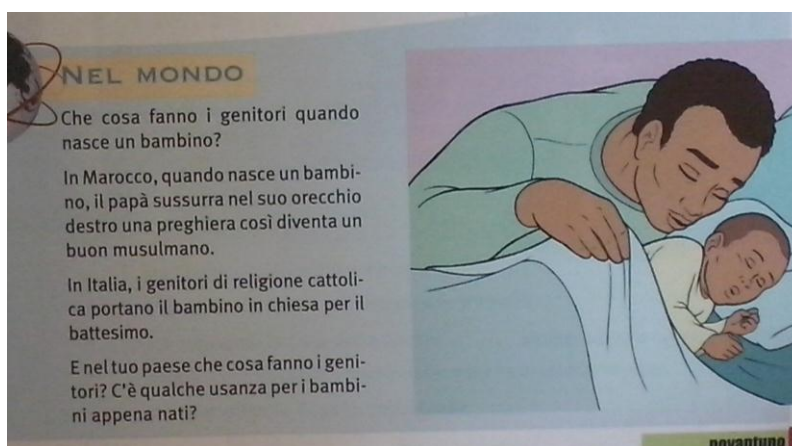 NEL MONDO
Che cosa fanno i genitori quando
nasce un bambino?
In Marocco, quando nasce un bambi-
no, il papà sussurra nel suo orecchio
destro una preghiera così diventa un
buon musulmano.
In Italia, i genitori di religione cattoli-
ca portano il bambino in chiesa per il
battesimo.
E nel tuo paese che cosa fanno i geni-
tori? C'è qualche usanza per i bambi-
ni appena nati?
novantuno